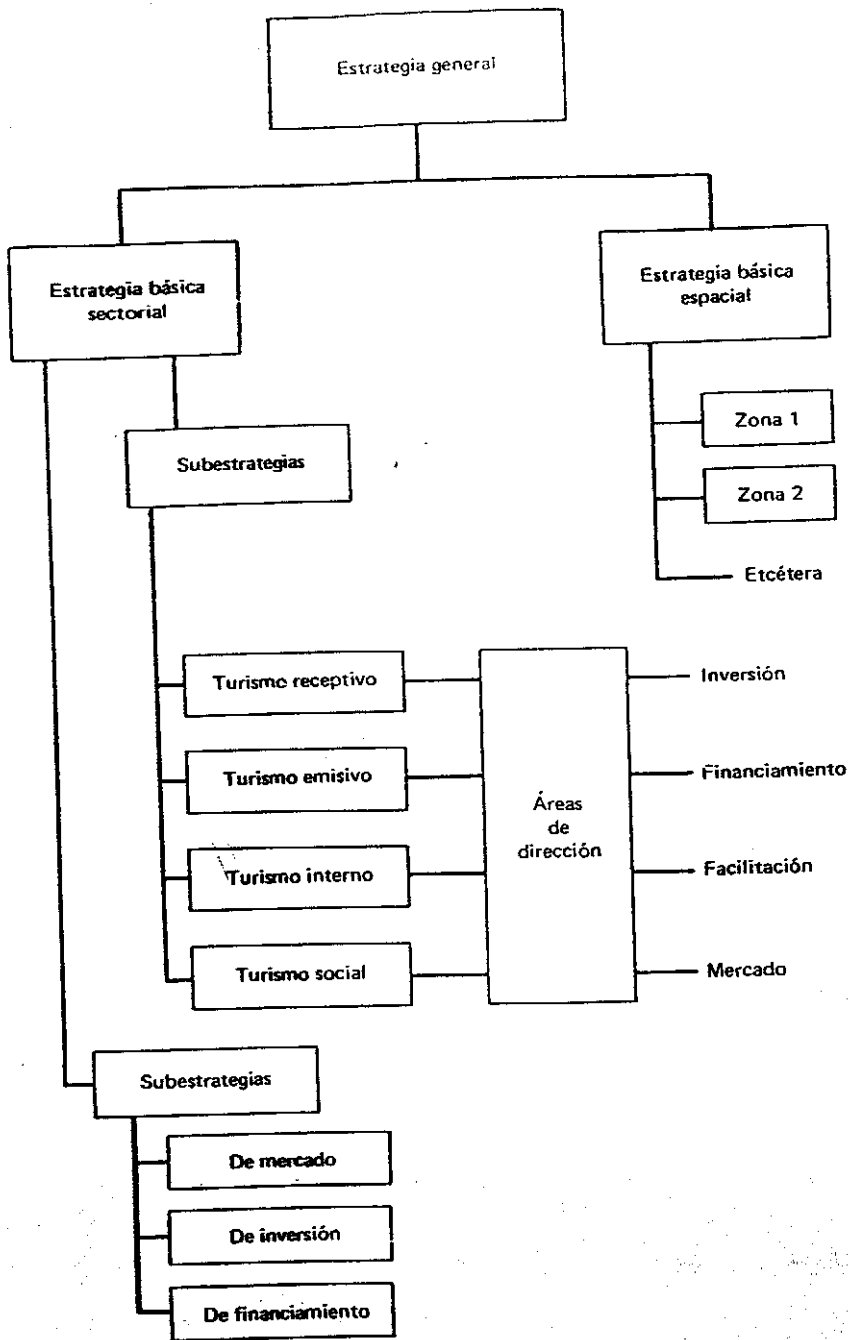 Estrategia general
Estrategia básica
sectorial
Estrategia básica
espacial
Zona 1
Zona 2
Etcétera
Subestrategias
Turismo receptivo
Turismo emisivo
Turismo interno
Turismo social
Áreas
de
dirección
Inversión
Financiamiento
Facilitación
Mercado
Subestrategias
De mercado
De inversión
De financiamiento